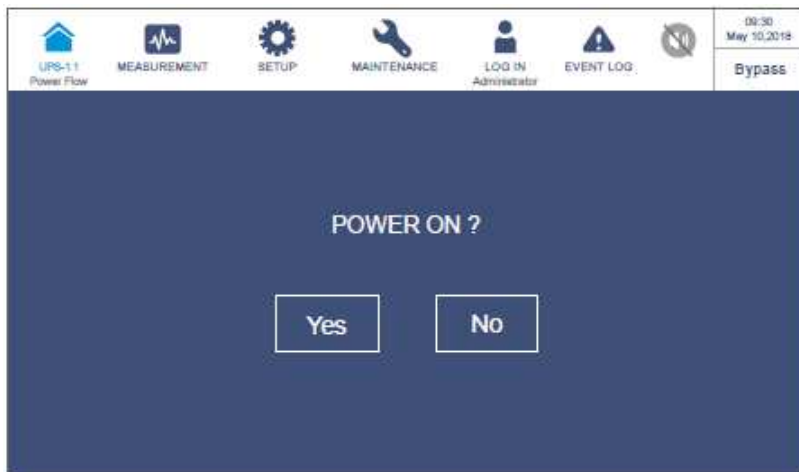 UPS-1.1
Power Flow
MEASUREMENT
SETUP
MAINTENANCE
LOG IN
Administrator
EVENT LOG
09:30
May 10,2018
Bypass
POWER ON ?
Yes
No